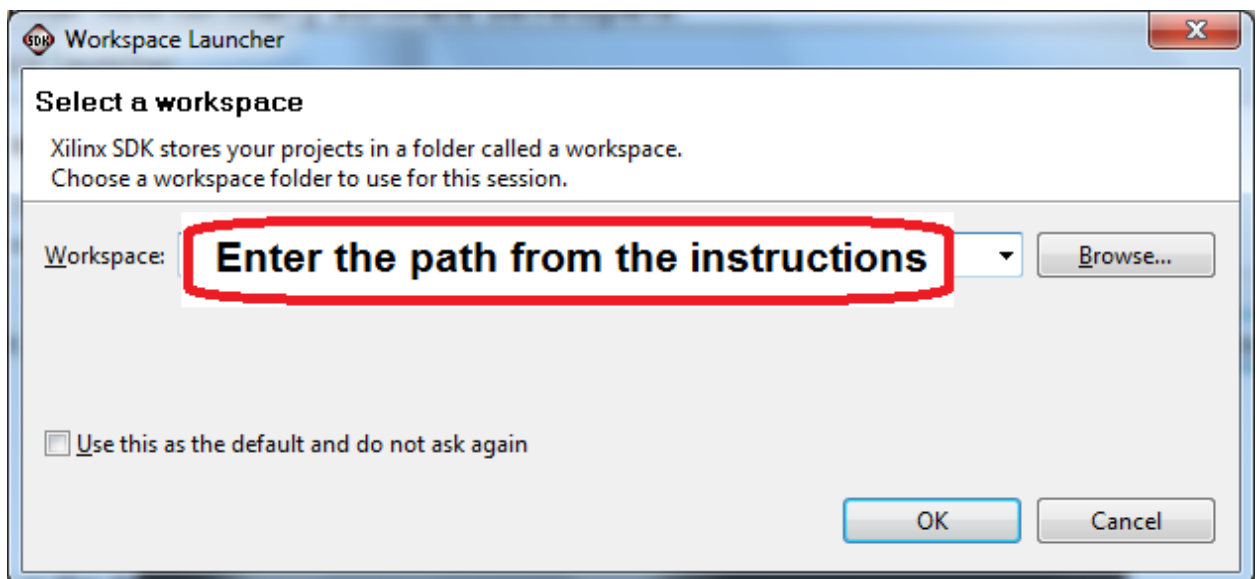 SDK Workspace Launcher
Select a workspace
Xilinx SDK stores your projects in a folder called a workspace.
Choose a workspace folder to use for this session.
Workspace: Enter the path from the instructions Browse...
Use this as the default and do not ask again
OK Cancel